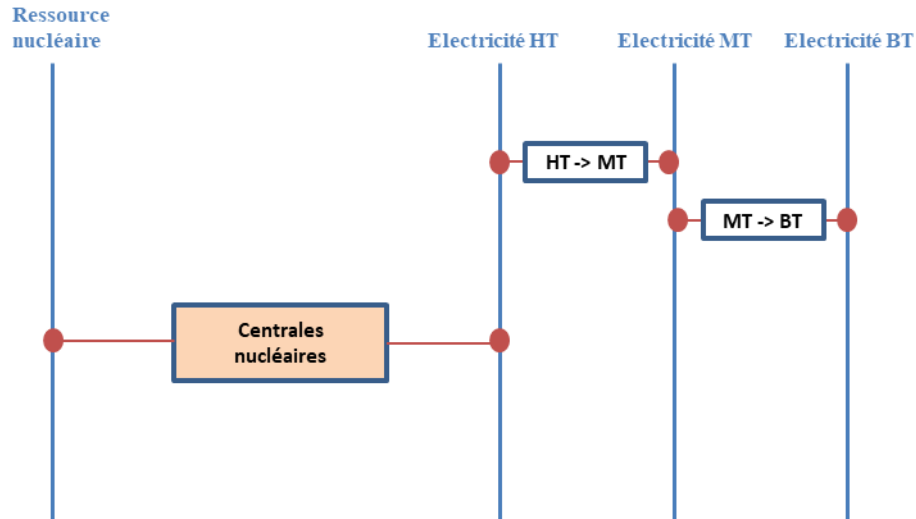 Ressource
nucléaire
Electricité HT
Electricité MT
Electricité BT
HT -> MT
MT -> BT
Centrales
nucléaires